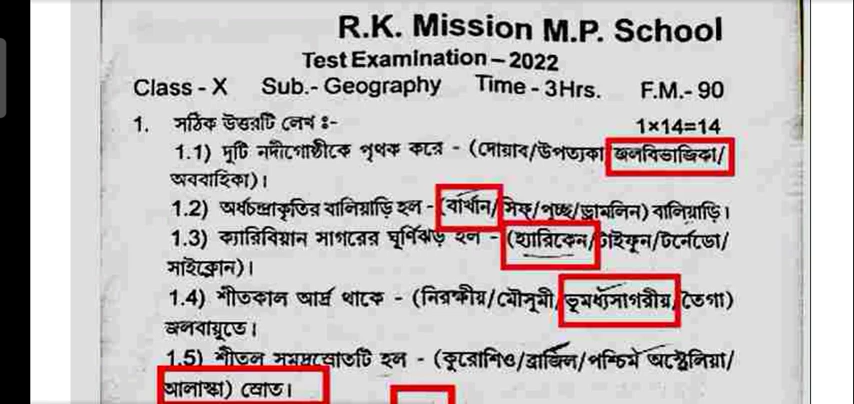 R.K. Mission M.P. School
Test Examination – 2022
Class - X Sub.- Geography Time - 3Hrs. F.M.- 90
1. সঠিক উত্তরটি লেখ ঃ- 1×14=14
1.1) দুটি নদীগোষ্ঠীকে পৃথক করে - (দোয়াব/উপত্যকা জলবিভাজিকা/
অববাহিকা)।
1.2) অর্ধচন্দ্রাকৃতির বালিয়াড়ি হল - (বার্খান/সিফ্/পুচ্ছ/ড্রামলিন) বালিয়াড়ি।
1.3) ক্যারিবিয়ান সাগরের ঘূর্ণিঝড় হল - (হ্যারিকেন/টাইফুন/টর্নেডো/
সাইক্লোন)।
1.4) শীতকাল আর্দ্র থাকে - (নিরক্ষীয়/মৌসুমী/ভূমধ্যসাগরীয়/তৈগা)
জলবায়ুতে।
1.5) শীতল সমুদ্রস্রোতটি হল - (কুরোশিও/ব্রাজিল/পশ্চিম অস্ট্রেলিয়া/
আলাস্কা) স্রোত।